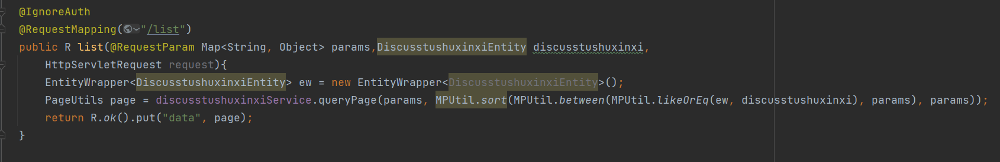 @IgnoreAuth
@RequestMapping("/list")
public R list(@RequestParam Map<String, Object> params,DiscusstushuxinxiEntity discusstushuxinxi,
HttpServletRequest request){
EntityWrapper<DiscusstushuxinxiEntity> ew = new EntityWrapper<DiscusstushuxinxiEntity>();
PageUtils page = discusstushuxinxiService.queryPage(params, MPUtil.sort(MPUtil.between(MPUtil.likeOrEq(ew, discusstushuxinxi), params), params));
return R.ok().put("data", page);
}